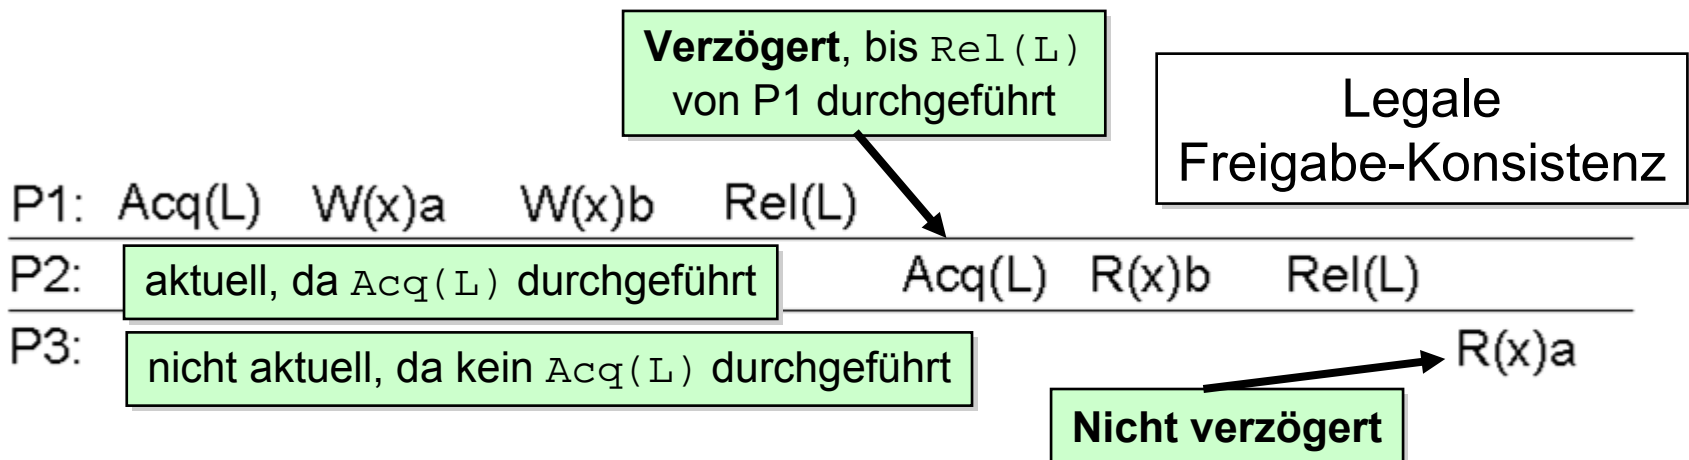 Verzögert, bis Rel(L)
von P1 durchgeführt
Legale
Freigabe-Konsistenz
P1: Acq(L) W(x)a W(x)b Rel(L)
P2: aktuell, da Acq(L) durchgeführt Acq(L) R(x)b Rel(L)
P3: nicht aktuell, da kein Acq(L) durchgeführt R(x)a
Nicht verzögert